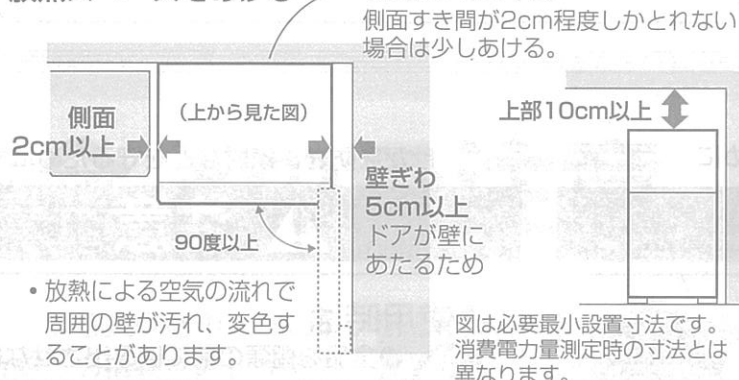 側面すき間が2cm程度しかとれない
場合は少しあける。
側面
2cm以上
(上から見た図)
上部10cm以上
壁ぎわ
5cm以上
ドアが壁に
あたるため
90度以上
・放熱による空気の流れで
周囲の壁が汚れ、変色す
ることがあります。
図は必要最小設置寸法です。
消費電力量測定時の寸法とは
異なります。